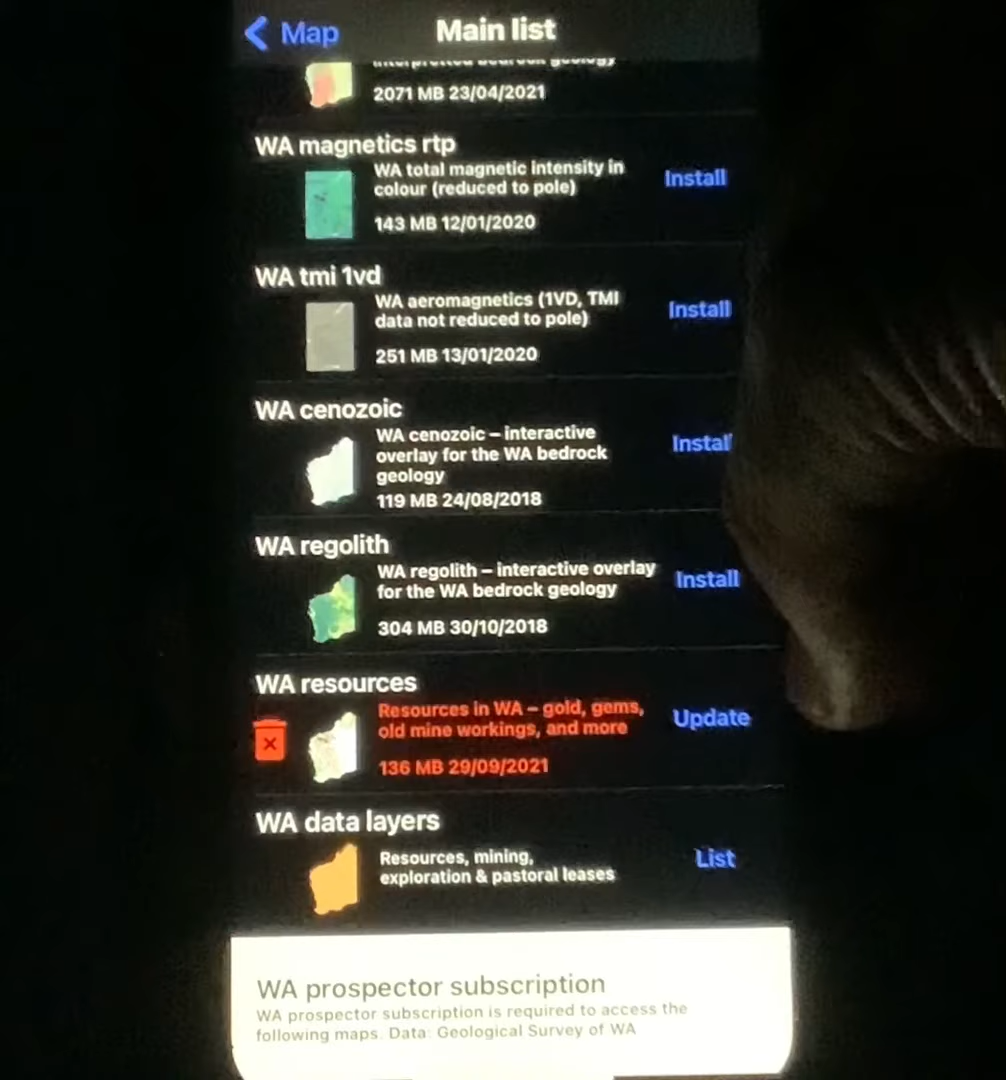 Map
Main list
interpreted bedrock geology
2071 MB 23/04/2021
WA magnetics rtp
WA total magnetic intensity in
colour (reduced to pole)
Install
143 MB 12/01/2020
WA tmi 1vd
WA aeromagnetics (1VD, TMI
data not reduced to pole)
Install
251 MB 13/01/2020
WA cenozoic
WA cenozoic – interactive
overlay for the WA bedrock
geology
Install
119 MB 24/08/2018
WA regolith
WA regolith – interactive overlay
for the WA bedrock geology
Install
304 MB 30/10/2018
WA resources
Resources in WA – gold, gems,
old mine workings, and more
Update
136 MB 29/09/2021
WA data layers
Resources, mining,
exploration & pastoral leases
List
WA prospector subscription
WA prospector subscription is required to access the
following maps. Data: Geological Survey of WA